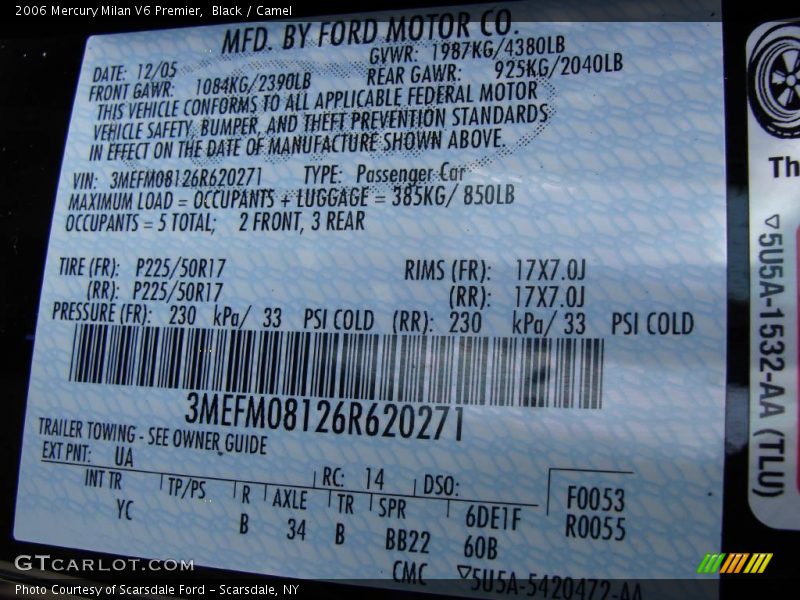 2006 Mercury Milan V6 Premier, Black / Camel
MFD. BY FORD MOTOR CO.
DATE: 12/05 GVWR: 1987KG/4380LB
FRONT GAWR: 1084KG/2390LB REAR GAWR: 925KG/2040LB
THIS VEHICLE CONFORMS TO ALL APPLICABLE FEDERAL MOTOR
VEHICLE SAFETY, BUMPER, AND THEFT PREVENTION STANDARDS
IN EFFECT ON THE DATE OF MANUFACTURE SHOWN ABOVE.
VIN: 3MEFM08126R620271 TYPE: Passenger Car
MAXIMUM LOAD = OCCUPANTS + LUGGAGE = 385KG/ 850LB
OCCUPANTS = 5 TOTAL; 2 FRONT, 3 REAR
TIRE (FR): P225/50R17 RIMS (FR): 17X7.0J
(RR): P225/50R17 (RR): 17X7.0J
PRESSURE (FR): 230 kPa/ 33 PSI COLD (RR): 230 kPa/ 33 PSI COLD
3MEFM08126R620271
TRAILER TOWING - SEE OWNER GUIDE
EXT PNT: UA RC: 14 DSO:
INT TR TP/PS R AXLE TR SPR 6DE1F F0053
YC B 34 B BB22 60B R0055
CMC ▽5U5A-5420472-AA
Th
◁5U5A-1532-AA (TLU)
GTCARLOT.COM
Photo Courtesy of Scarsdale Ford - Scarsdale, NY